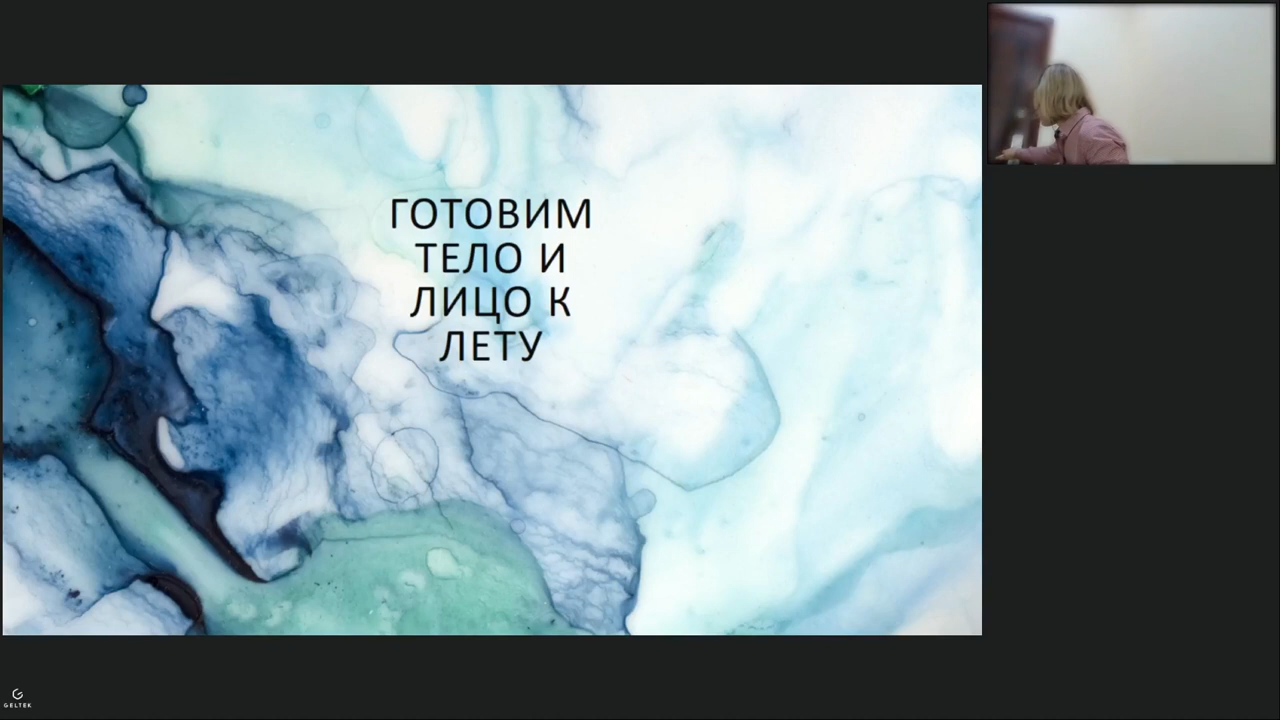 ГОТОВИМ
ТЕЛО И
ЛИЦО К
ЛЕТУ
GELTEK